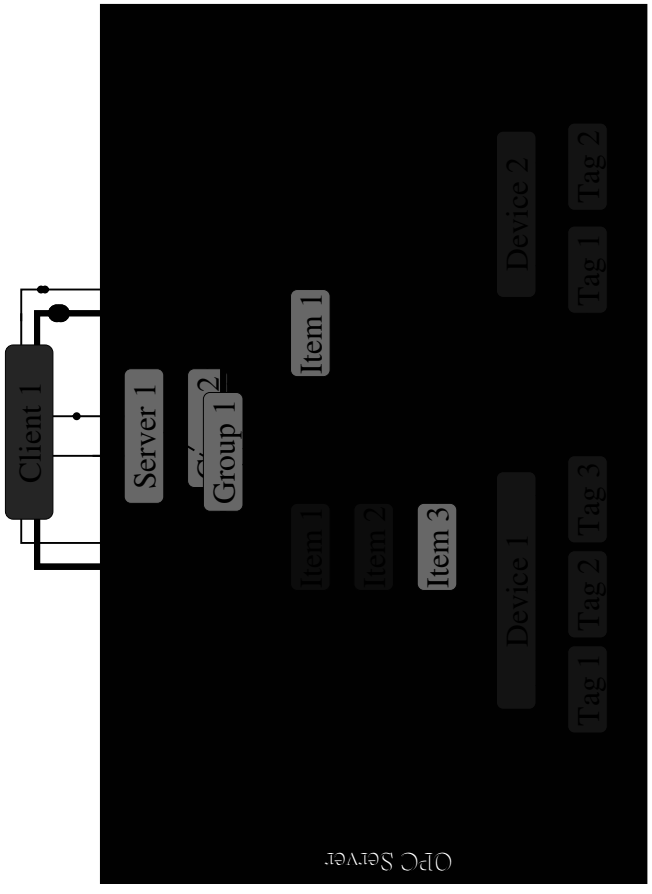 Client 1
Server 1
2
Group 1
Item 1
Item 1
Item 2
Item 3
Device 2
Tag 2
Tag 1
Device 1
Tag 3
Tag 2
Tag 1
OPC Server